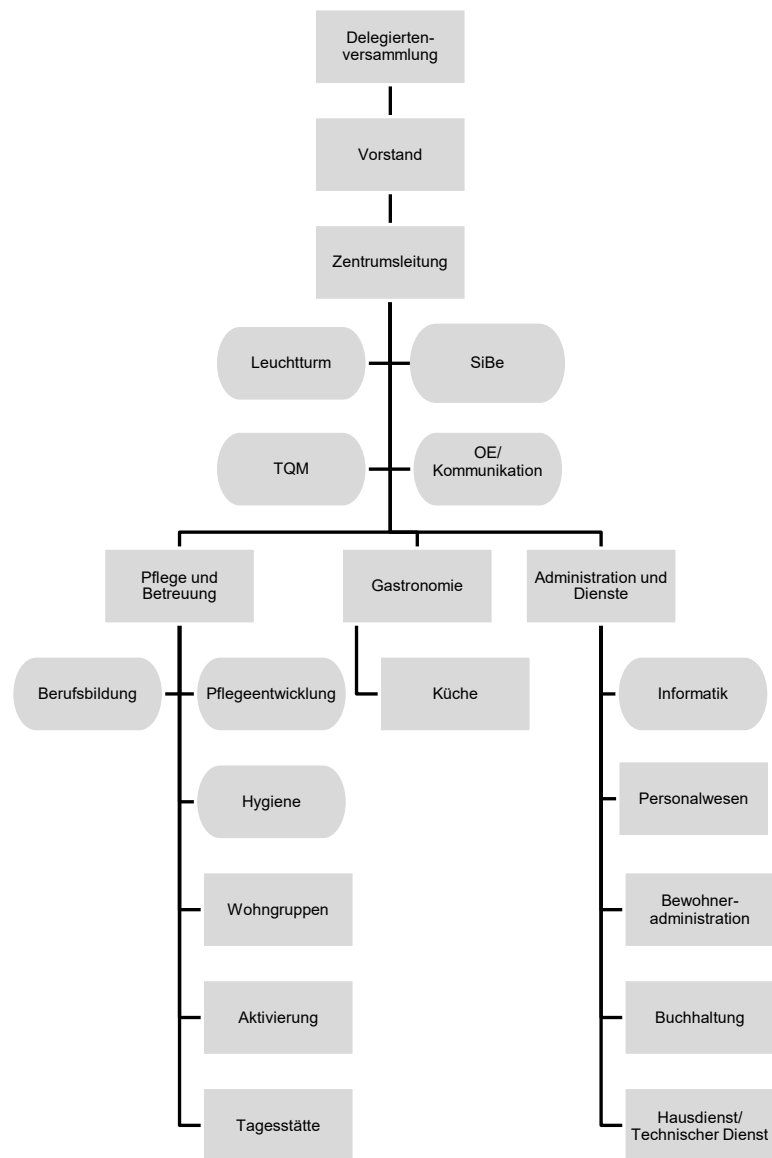 Delegierten-
versammlung
Vorstand
Zentrumsleitung
Leuchtturm
SiBe
TQM
OE/
Kommunikation
Pflege und
Betreuung
Gastronomie
Administration und
Dienste
Berufsbildung
Pflegeentwicklung
Küche
Informatik
Hygiene
Personalwesen
Wohngruppen
Bewohner-
administration
Aktivierung
Buchhaltung
Tagesstätte
Hausdienst/
Technischer Dienst